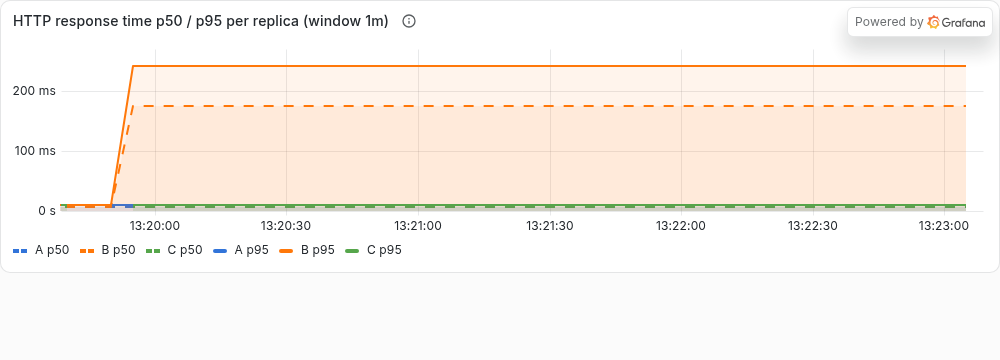 HTTP response time p50 / p95 per replica (window 1m)
Powered by Grafana
200 ms
100 ms
0 s
13:20:00 13:20:30 13:21:00 13:21:30 13:22:00 13:22:30 13:23:00
A p50 B p50 C p50 A p95 B p95 C p95